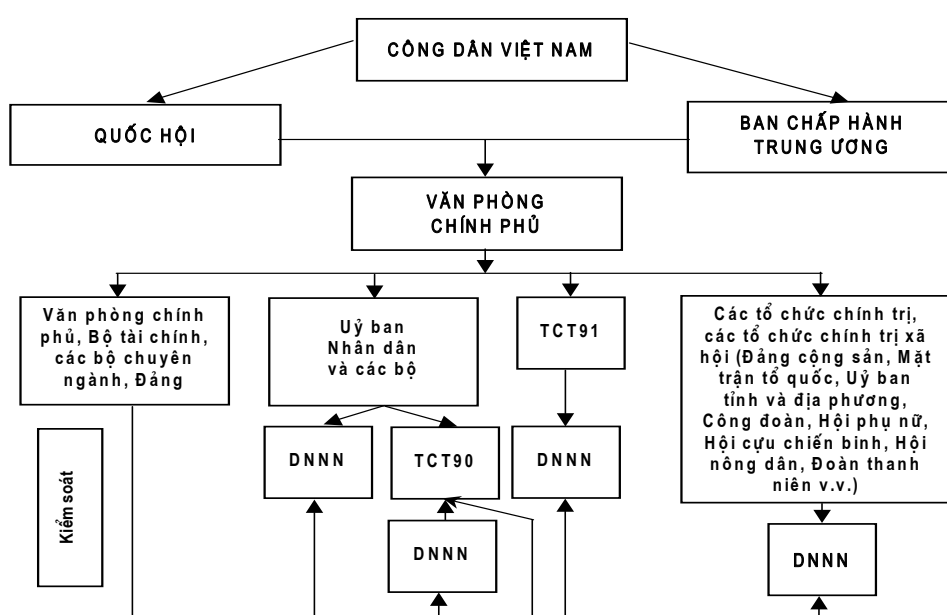 CÔNG DÂN VIỆT NAM
QUỐC HỘI
BAN CHẤP HÀNH
TRUNG ƯƠNG
VĂN PHÒNG
CHÍNH PHỦ
Văn phòng chính
phủ, Bộ tài chính,
các bộ chuyên
ngành, Đảng
Uỷ ban
Nhân dân
và các bộ
TCT91
Các tổ chức chính trị,
các tổ chức chính trị xã
hội (Đảng cộng sản, Mặt
trận tổ quốc, Uỷ ban
tỉnh và địa phương,
Công đoàn, Hội phụ nữ,
Hội cựu chiến binh, Hội
nông dân, Đoàn thanh
niên v.v.)
Kiểm soát
DNNN
TCT90
DNNN
DNNN
DNNN